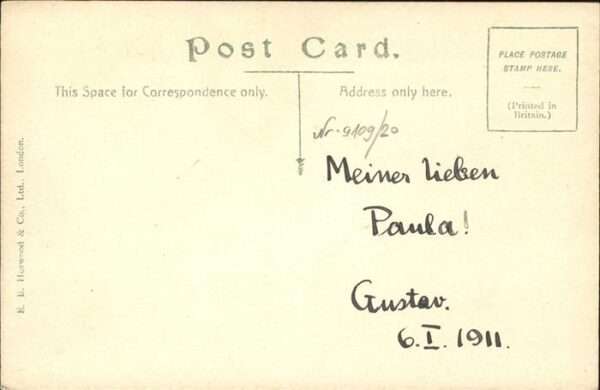 Post Card.
PLACE POSTAGE
STAMP HERE.
(Printed in
Britain.)
This Space for Correspondence only.
Address only here.
Nr. 9109/20
Meiner lieben
Paula!
Gustav.
6. I. 1911.
E. D. Horwood & Co., Ltd., London.